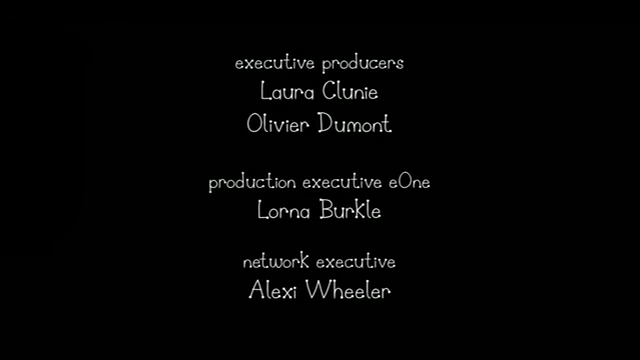 executive producers
Laura Clunie
Olivier Dumont
production executive eOne
Lorna Burkle
network executive
Alexi Wheeler